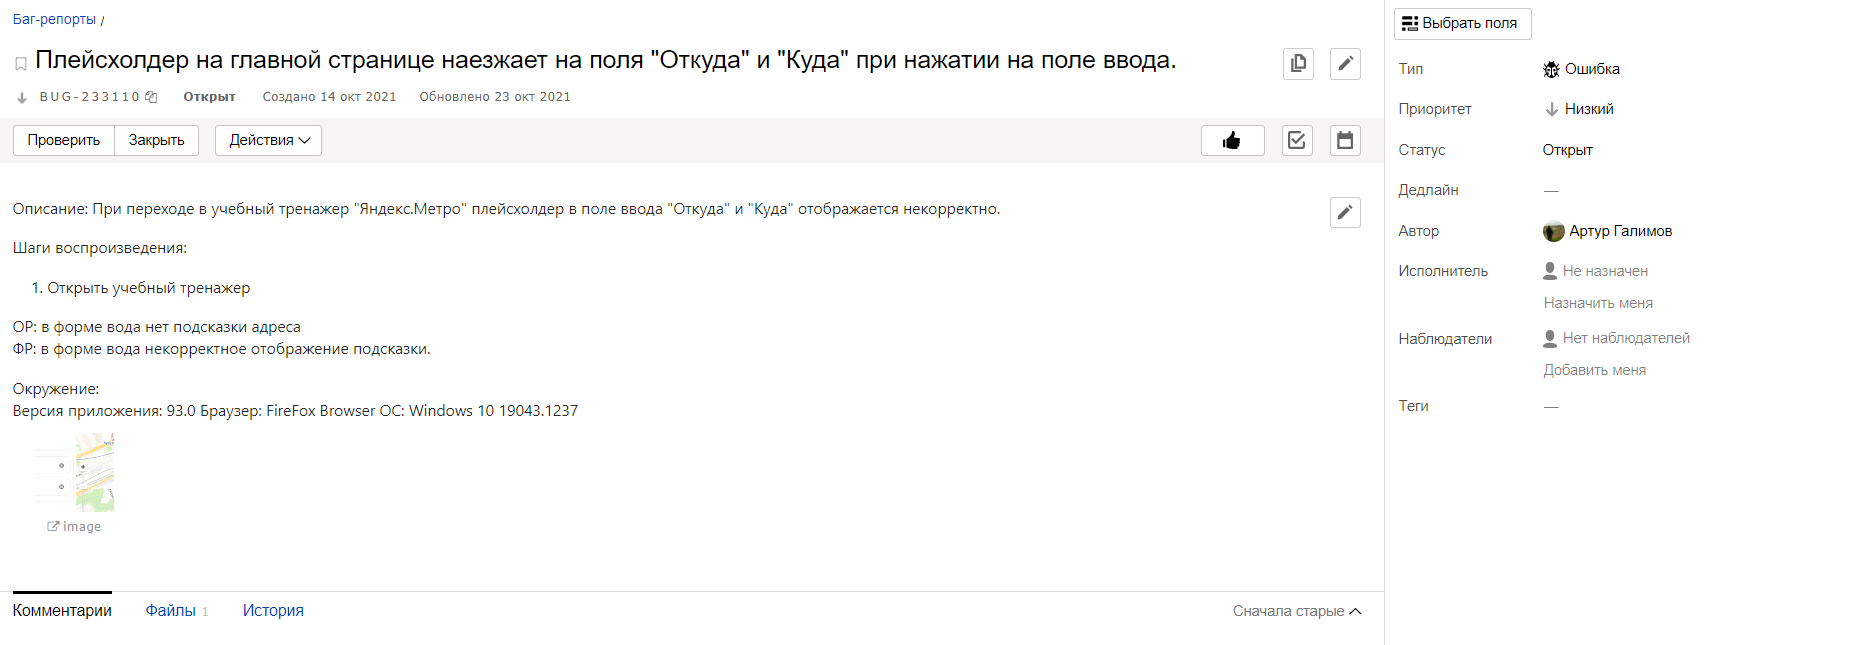 Баг-репорты /
Плейсхолдер на главной странице наезжает на поля "Откуда" и "Куда" при нажатии на поле ввода.
BUG-233110 Открыт Создано 14 окт 2021 Обновлено 23 окт 2021
Проверить Закрыть Действия
Описание: При переходе в учебный тренажер "Яндекс.Метро" плейсхолдер в поле ввода "Откуда" и "Куда" отображается некорректно.
Шаги воспроизведения:
1. Открыть учебный тренажер
ОР: в форме вода нет подсказки адреса
ФР: в форме вода некорректное отображение подсказки.
Окружение:
Версия приложения: 93.0 Браузер: FireFox Browser ОС: Windows 10 19043.1237
image
Комментарии Файлы 1 История Сначала старые
Выбрать поля
Тип Ошибка
Приоритет Низкий
Статус Открыт
Дедлайн —
Автор Артур Галимов
Исполнитель Не назначен
Назначить меня
Наблюдатели Нет наблюдателей
Добавить меня
Теги —